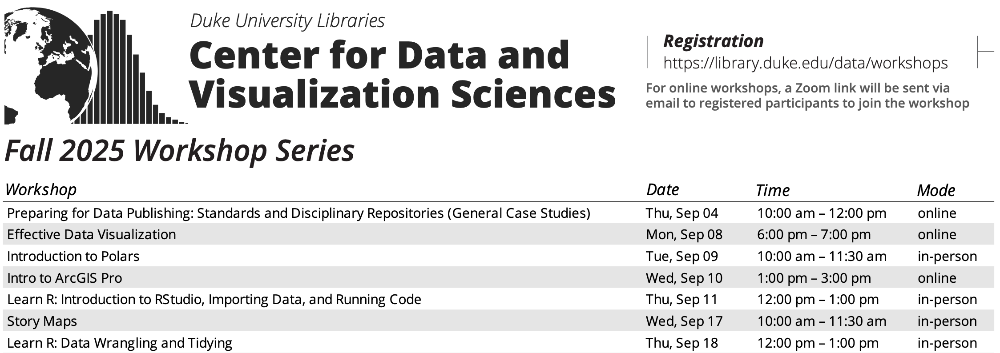 Duke University Libraries
Center for Data and
Visualization Sciences
Registration
https://library.duke.edu/data/workshops
For online workshops, a Zoom link will be sent via
email to registered participants to join the workshop
Fall 2025 Workshop Series
Workshop Date Time Mode
Preparing for Data Publishing: Standards and Disciplinary Repositories (General Case Studies) Thu, Sep 04 10:00 am – 12:00 pm online
Effective Data Visualization Mon, Sep 08 6:00 pm – 7:00 pm online
Introduction to Polars Tue, Sep 09 10:00 am – 11:30 am in-person
Intro to ArcGIS Pro Wed, Sep 10 1:00 pm – 3:00 pm online
Learn R: Introduction to RStudio, Importing Data, and Running Code Thu, Sep 11 12:00 pm – 1:00 pm in-person
Story Maps Wed, Sep 17 10:00 am – 11:30 am in-person
Learn R: Data Wrangling and Tidying Thu, Sep 18 12:00 pm – 1:00 pm in-person